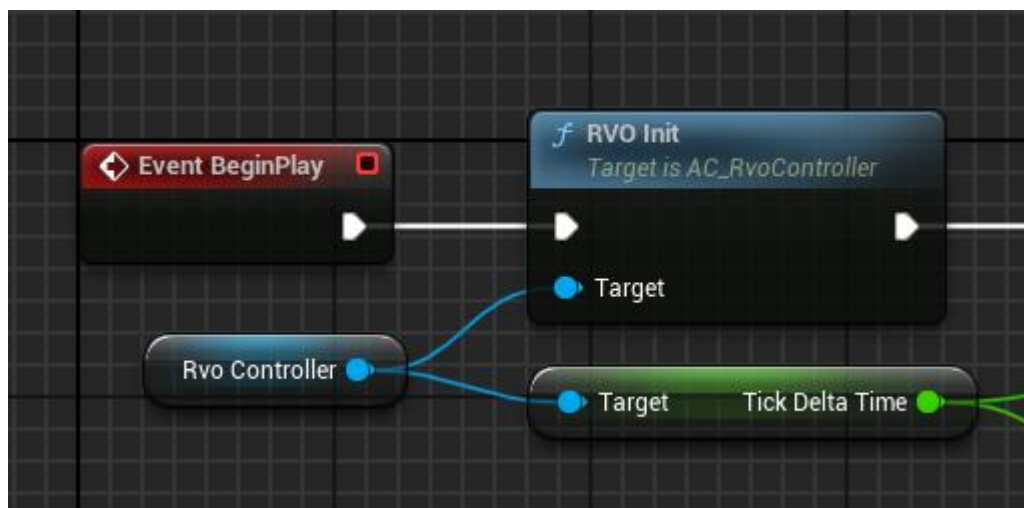 Event BeginPlay
f RVO Init
Target is AC_RvoController
Target
Rvo Controller
Target Tick Delta Time